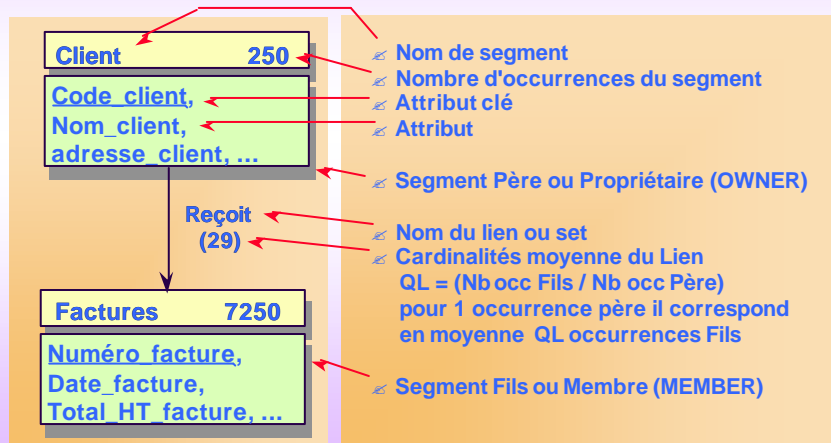 Client 250
Code_client,
Nom_client,
adresse_client, ...
Reçoit
(29)
Factures 7250
Numéro_facture,
Date_facture,
Total_HT_facture, ...
Nom de segment
Nombre d'occurrences du segment
Attribut clé
Attribut
Segment Père ou Propriétaire (OWNER)
Nom du lien ou set
Cardinalités moyenne du Lien
QL = (Nb occ Fils / Nb occ Père)
pour 1 occurrence père il correspond
en moyenne QL occurrences Fils
Segment Fils ou Membre (MEMBER)